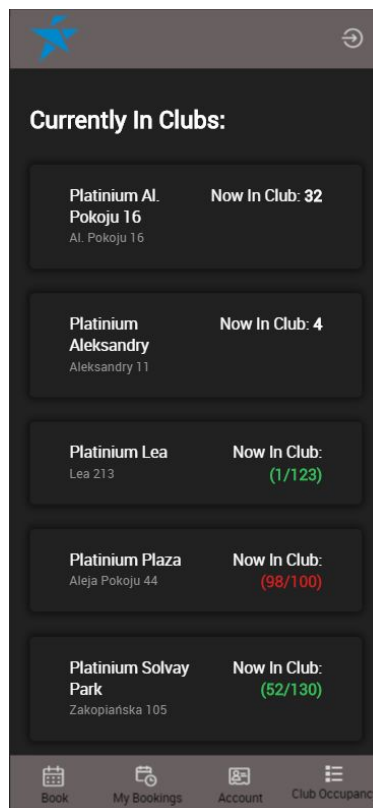 Currently In Clubs:
Platinium Al. Pokoju 16
Now In Club: 32
Al. Pokoju 16
Platinium Aleksandry
Now In Club: 4
Aleksandry 11
Platinium Lea
Now In Club: (1/123)
Lea 213
Platinium Plaza
Now In Club: (98/100)
Aleja Pokoju 44
Platinium Solvay Park
Now In Club: (52/130)
Zakopiańska 105
Book
My Bookings
Account
Club Occupanc